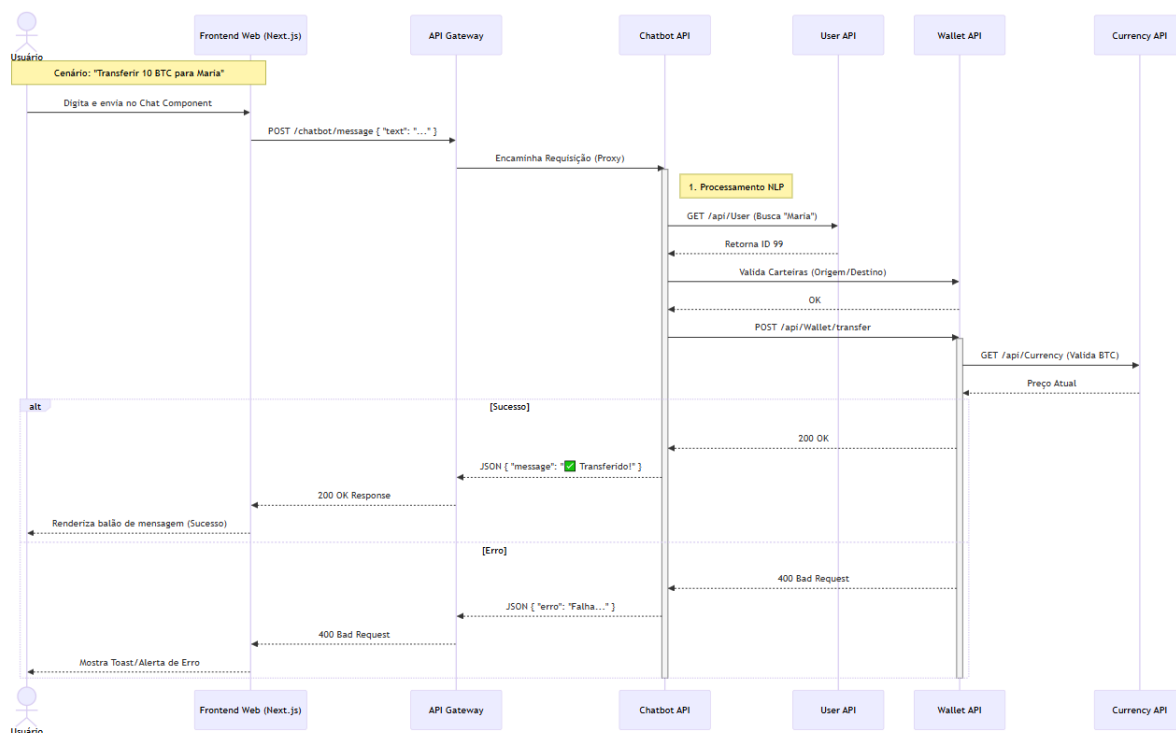 Usuário
Frontend Web (Next.js)
API Gateway
Chatbot API
User API
Wallet API
Currency API
Cenário: "Transferir 10 BTC para Maria"
Digita e envia no Chat Component
POST /chatbot/message { "text": "..." }
Encaminha Requisição (Proxy)
1. Processamento NLP
GET /api/User (Busca "Maria")
Retorna ID 99
Valida Carteiras (Origem/Destino)
OK
POST /api/Wallet/transfer
GET /api/Currency (Valida BTC)
Preço Atual
alt
[Sucesso]
200 OK
JSON { "message": "✅ Transferido!" }
200 OK Response
Renderiza balão de mensagem (Sucesso)
[Erro]
400 Bad Request
JSON { "erro": "Falha..." }
400 Bad Request
Mostra Toast/Alerta de Erro
Usuário
Frontend Web (Next.js)
API Gateway
Chatbot API
User API
Wallet API
Currency API